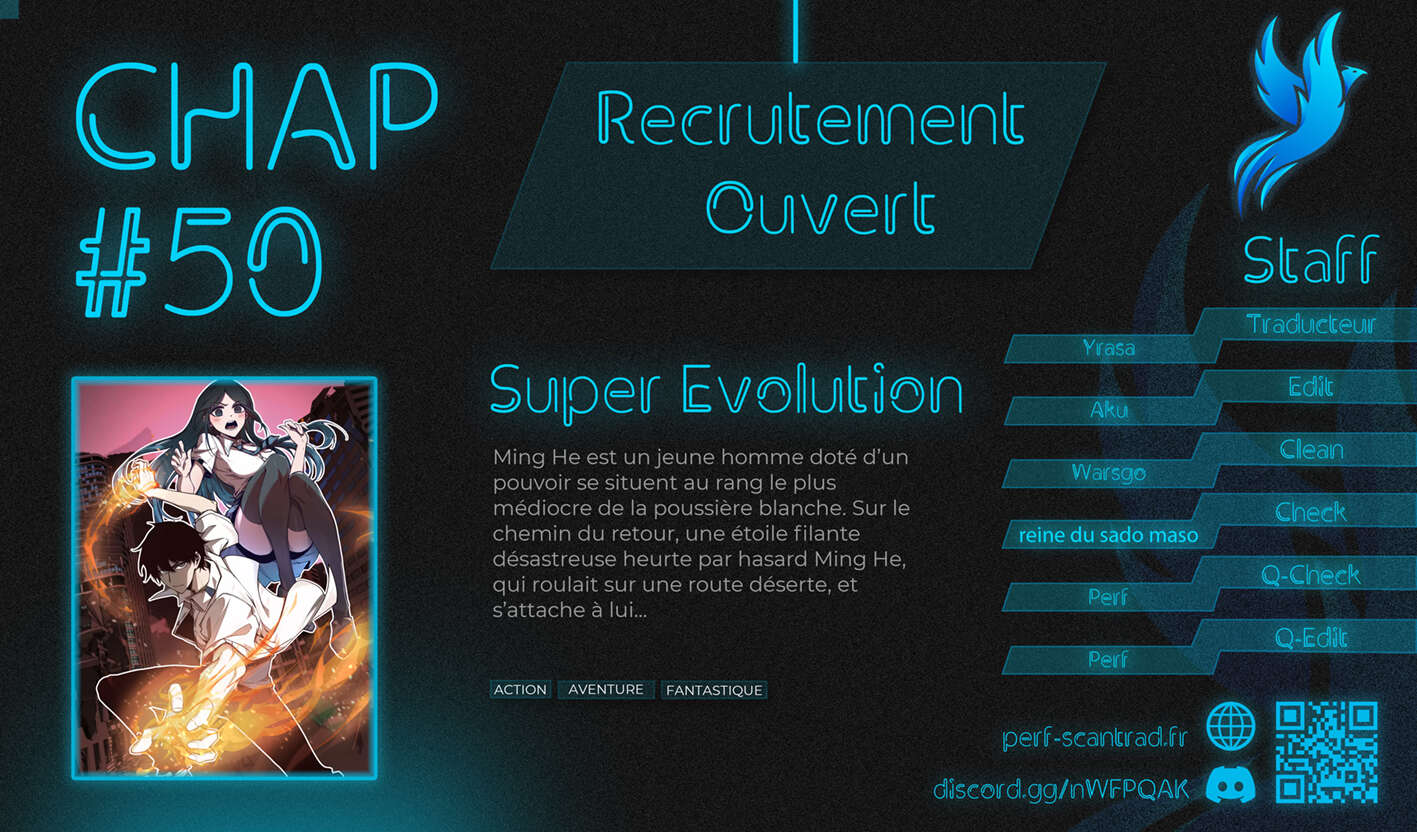 CHAP
#50
Recrutement
Ouvert
Super Evolution
Ming He est un jeune homme doté d’un
pouvoir se situent au rang le plus
médiocre de la poussière blanche. Sur le
chemin du retour, une étoile filante
désastreuse heurte par hasard Ming He,
qui roulait sur une route déserte, et
s’attache à lui...
ACTION AVENTURE FANTASTIQUE
Staff
Traducteur
Yrasa
Edit
Aku
Clean
Warsgo
Check
reine du sado maso
Q-Check
Perf
Q-Edit
Perf
perf-scantrad.fr
discord.gg/nWFPQAK